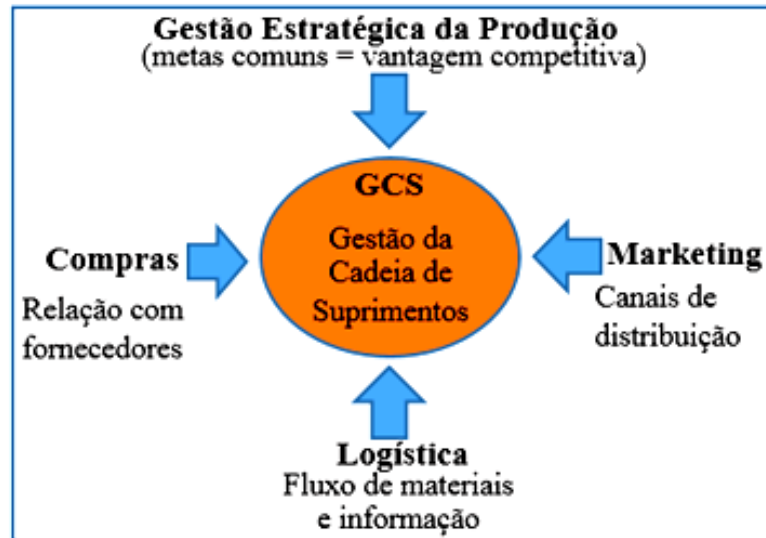 Gestão Estratégica da Produção
(metas comuns = vantagem competitiva)
GCS
Gestão da
Cadeia de
Suprimentos
Compras
Relação com
fornecedores
Marketing
Canais de
distribuição
Logística
Fluxo de materiais
e informação